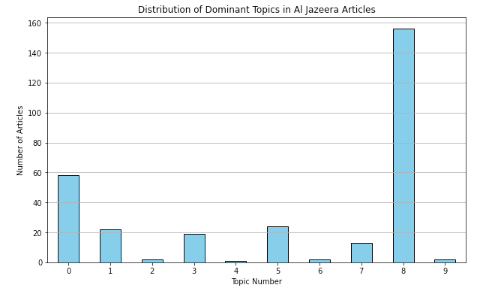 Distribution of Dominant Topics in Al Jazeera Articles
160
140
120
100
80
60
40
20
0
Number of Articles
0 1 2 3 4 5 6 7 8 9
Topic Number